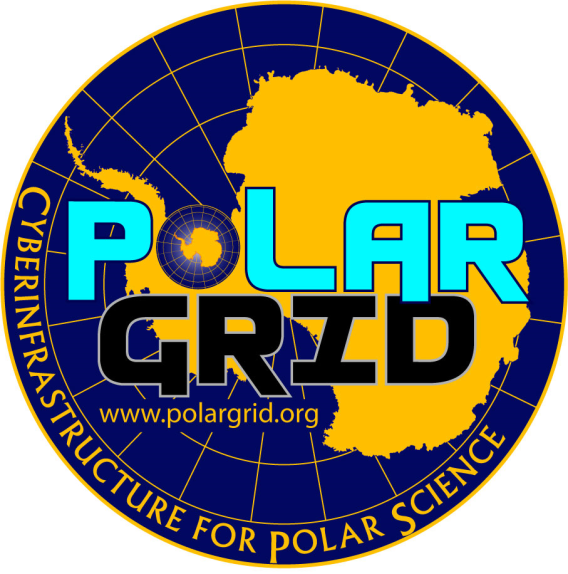 POLAR
GRID
www.polargrid.org
CYBERINFRASTRUCTURE FOR POLAR SCIENCE